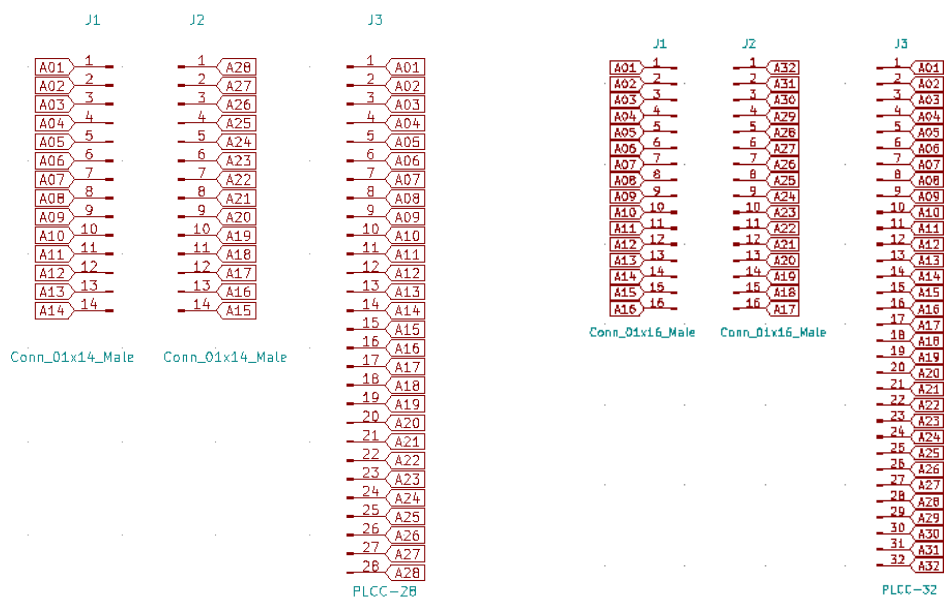 J1
A01 1
A02 2
A03 3
A04 4
A05 5
A06 6
A07 7
A08 8
A09 9
A10 10
A11 11
A12 12
A13 13
A14 14
Conn_01x14_Male
J2
1 A28
2 A27
3 A26
4 A25
5 A24
6 A23
7 A22
8 A21
9 A20
10 A19
11 A18
12 A17
13 A16
14 A15
Conn_01x14_Male
J3
1 A01
2 A02
3 A03
4 A04
5 A05
6 A06
7 A07
8 A08
9 A09
10 A10
11 A11
12 A12
13 A13
14 A14
15 A15
16 A16
17 A17
18 A18
19 A19
20 A20
21 A21
22 A22
23 A23
24 A24
25 A25
26 A26
27 A27
28 A28
PLCC-28
J1
A01 1
A02 2
A03 3
A04 4
A05 5
A06 6
A07 7
A08 8
A09 9
A10 10
A11 11
A12 12
A13 13
A14 14
A15 15
A16 16
Conn_01x16_Male
J2
1 A32
2 A31
3 A30
4 A29
5 A28
6 A27
7 A26
8 A25
9 A24
10 A23
11 A22
12 A21
13 A20
14 A19
15 A18
16 A17
Conn_01x16_Male
J3
1 A01
2 A02
3 A03
4 A04
5 A05
6 A06
7 A07
8 A08
9 A09
10 A10
11 A11
12 A12
13 A13
14 A14
15 A15
16 A16
17 A17
18 A18
19 A19
20 A20
21 A21
22 A22
23 A23
24 A24
25 A25
26 A26
27 A27
28 A28
29 A29
30 A30
31 A31
32 A32
PLCC-32